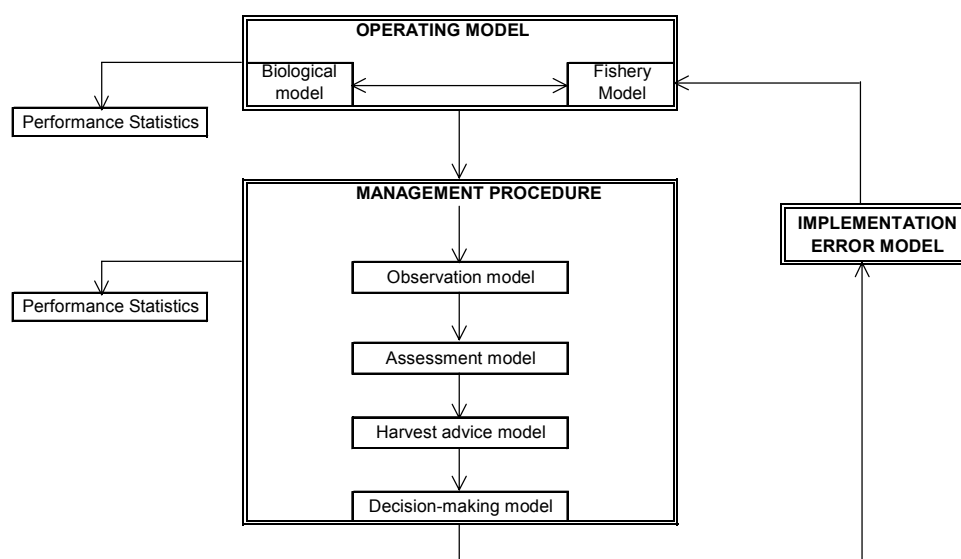 OPERATING MODEL
Biological
model
Fishery
Model
Performance Statistics
MANAGEMENT PROCEDURE
IMPLEMENTATION
ERROR MODEL
Observation model
Performance Statistics
Assessment model
Harvest advice model
Decision-making model